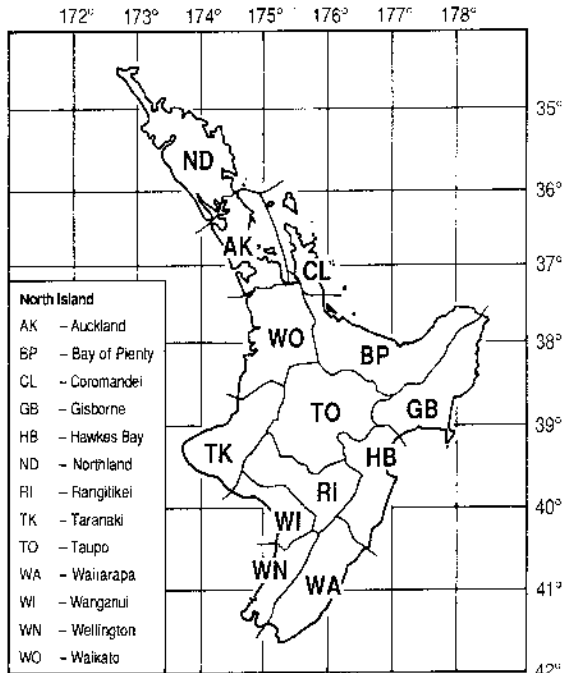 172° 173° 174° 175° 176° 177° 178°
35°
ND
36°
AK
CL
37°
North Island
AK – Auckland
BP – Bay of Plenty
CL – Coromandel
GB – Gisborne
HB – Hawkes Bay
ND – Northland
RI – Rangitikei
TK – Taranaki
TO – Taupo
WA – Wairarapa
WI – Wanganui
WN – Wellington
WO – Waikato
WO
BP
38°
TO
GB
39°
TK
HB
RI
40°
WI
WN
WA
41°
42°